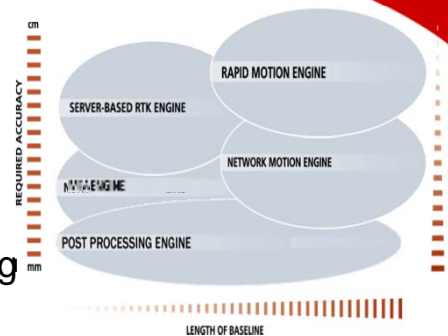 cm
RAPID MOTION ENGINE
SERVER-BASED RTK ENGINE
REQUIRED ACCURACY
NETWORK MOTION ENGINE
ENGINE
POST PROCESSING ENGINE
g
mm
LENGTH OF BASELINE